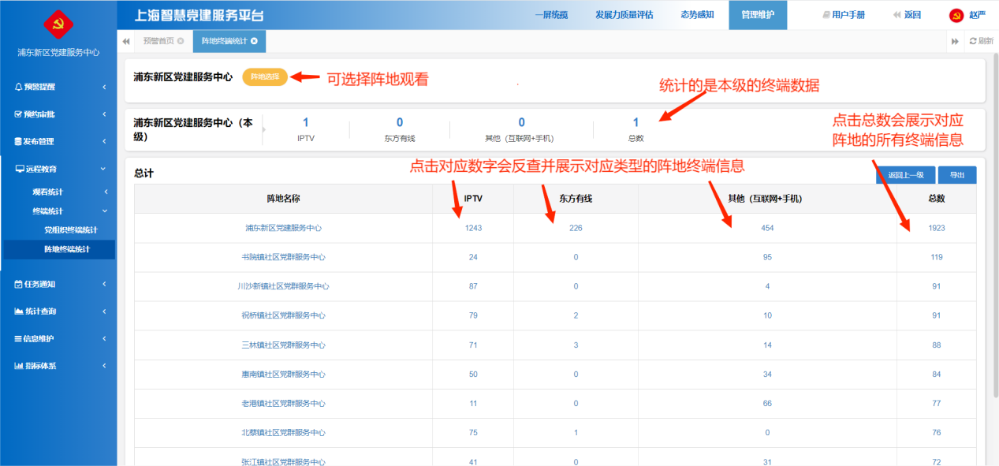 上海智慧党建服务平台
一屏统揽 发展力质量评估 态势感知 管理维护 用户手册 返回 赵严
浦东新区党建服务中心
预警提醒
预约审批
发布管理
远程教育
观看统计
终端统计
党组织终端统计
阵地终端统计
任务通知
统计查询
信息维护
指标体系
预警首页 阵地终端统计 刷新
浦东新区党建服务中心 阵地选择 可选择阵地观看
统计的是本级的终端数据
浦东新区党建服务中心（本
级）
1 0 0 1
IPTV 东方有线 其他（互联网+手机） 总数
点击总数会展示对应
阵地的所有终端信息
总计
点击对应数字会反查并展示对应类型的阵地终端信息
返回上一级 导出
阵地名称 IPTV 东方有线 其他（互联网+手机） 总数
浦东新区党建服务中心 1243 226 454 1923
书院镇社区党群服务中心 24 0 95 119
川沙新镇社区党群服务中心 87 0 4 91
祝桥镇社区党群服务中心 79 2 10 91
三林镇社区党群服务中心 71 3 14 88
惠南镇社区党群服务中心 50 0 34 84
老港镇社区党群服务中心 11 0 66 77
北蔡镇社区党群服务中心 75 1 0 76
张江镇社区党群服务中心 41 0 31 72